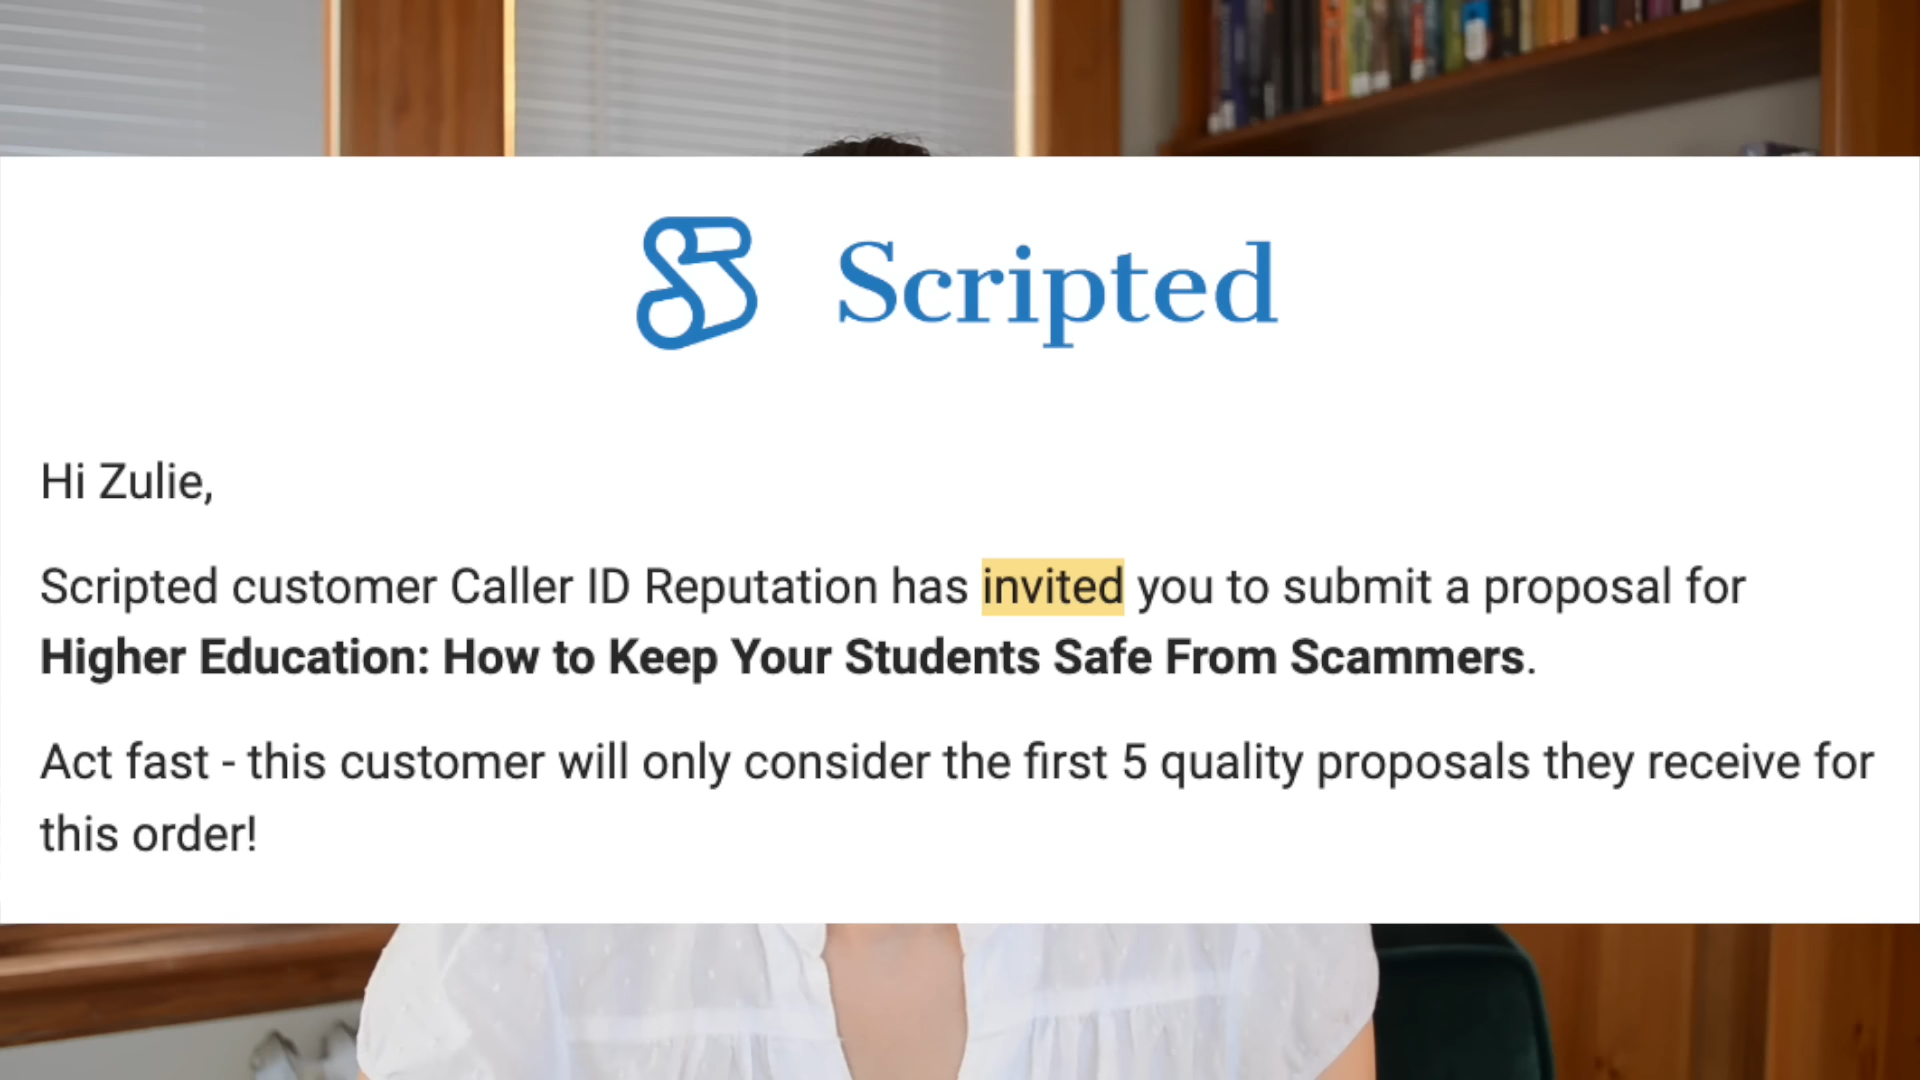 Scripted
Hi Zulie,
Scripted customer Caller ID Reputation has invited you to submit a proposal for
Higher Education: How to Keep Your Students Safe From Scammers.
Act fast - this customer will only consider the first 5 quality proposals they receive for
this order!